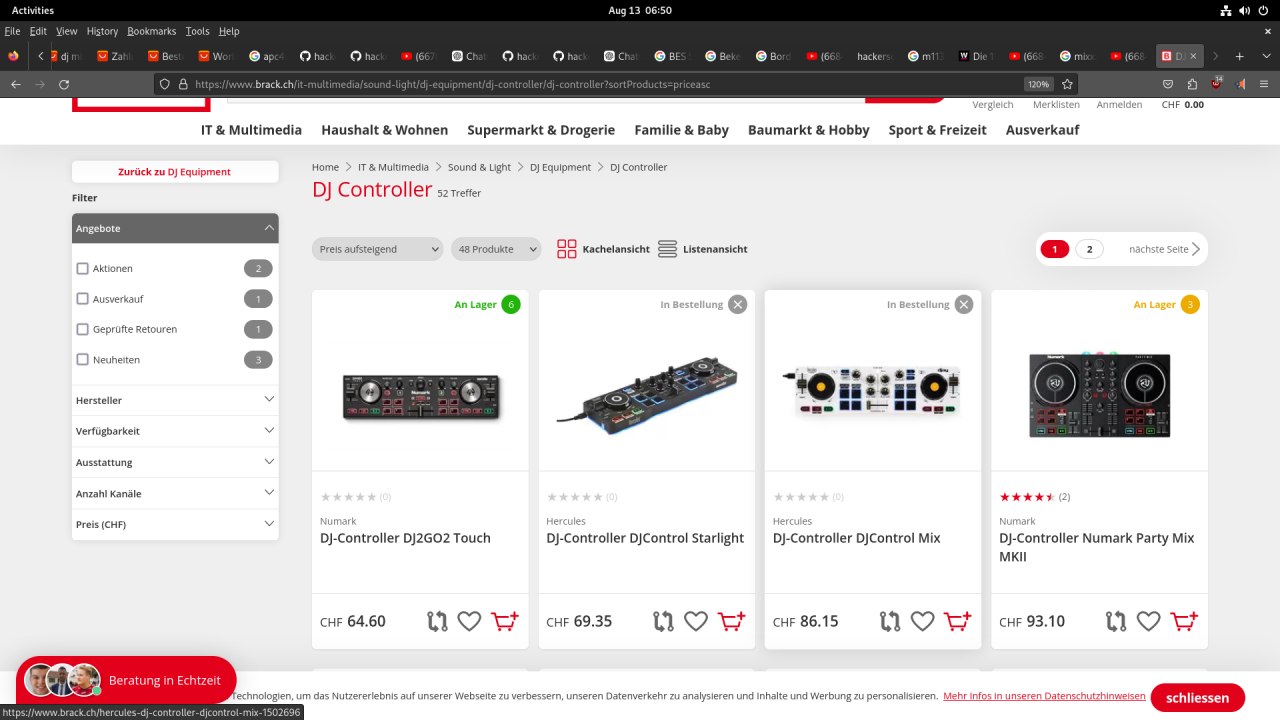 Activities
Aug 13 06:50
File Edit View History Bookmarks Tools Help
dj m
Zahl
Best
Worl
apc4
hack
hack
(667
Chat
hack
Chat
BES
Beke
Bord
(668
hackers
m113
Die L
(668
mixx
(668
DJ
https://www.brack.ch/it-multimedia/sound-light/dj-equipment/dj-controller/dj-controller?sortProducts=priceasc
120%
14
Vergleich Merklisten Anmelden CHF 0.00
IT & Multimedia Haushalt & Wohnen Supermarkt & Drogerie Familie & Baby Baumarkt & Hobby Sport & Freizeit Ausverkauf
Zurück zu DJ Equipment
Filter
Angebote
Aktionen 2
Ausverkauf 1
Geprüfte Retouren 1
Neuheiten 3
Hersteller
Verfügbarkeit
Ausstattung
Anzahl Kanäle
Preis (CHF)
Home IT & Multimedia Sound & Light DJ Equipment DJ Controller
DJ Controller 52 Treffer
Preis aufsteigend 48 Produkte Kachelansicht Listenansicht 1 2 nächste Seite
An Lager 6
Numark
(0)
Numark
DJ-Controller DJ2GO2 Touch
CHF 64.60
In Bestellung
(0)
Hercules
DJ-Controller DJControl Starlight
CHF 69.35
In Bestellung
(0)
Hercules
DJ-Controller DJControl Mix
CHF 86.15
An Lager 3
Numark
(2)
Numark
DJ-Controller Numark Party Mix
MKII
CHF 93.10
Beratung in Echtzeit
Technologien, um das Nutzererlebnis auf unserer Webseite zu verbessern, unseren Datenverkehr zu analysieren und Inhalte und Werbung zu personalisieren. Mehr Infos in unseren Datenschutzhinweisen
schliessen
https://www.brack.ch/hercules-dj-controller-djcontrol-mix-1502696